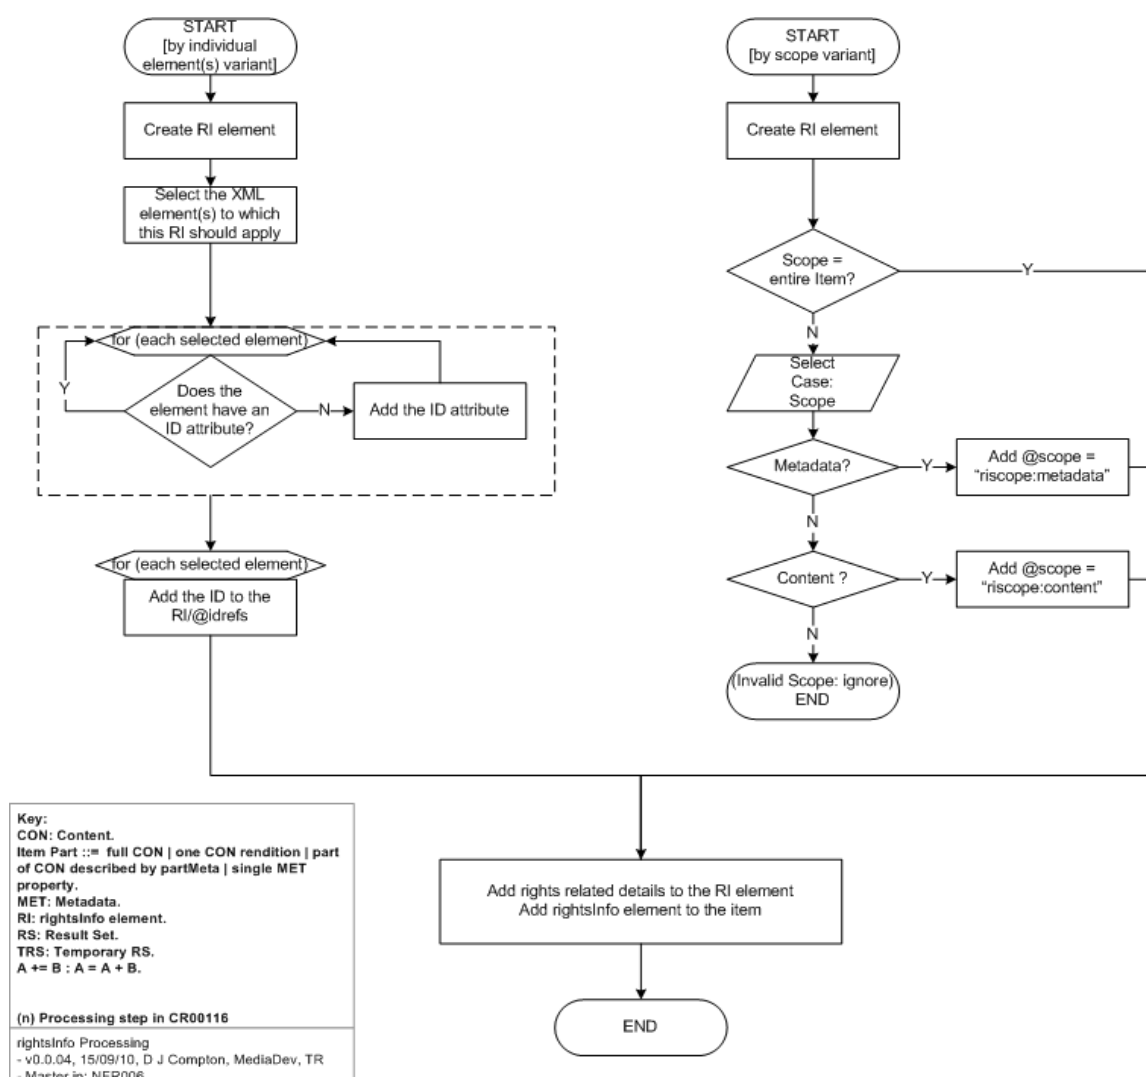 START
[by individual
element(s) variant]
Create RI element
Select the XML
element(s) to which
this RI should apply
for (each selected element)
Y
Does the
element have an
ID attribute?
N
Add the ID attribute
for (each selected element)
Add the ID to the
RI/@idrefs
START
[by scope variant]
Create RI element
Scope =
entire Item?
Y
N
Select
Case:
Scope
Metadata?
Y
Add @scope =
“riscope:metadata”
N
Content ?
Y
Add @scope =
“riscope:content”
N
(Invalid Scope: ignore)
END
Add rights related details to the RI element
Add rightsInfo element to the item
END
Key:
CON: Content.
Item Part ::= full CON | one CON rendition | part
of CON described by partMeta | single MET
property.
MET: Metadata.
RI: rightsInfo element.
RS: Result Set.
TRS: Temporary RS.
A += B : A = A + B.
(n) Processing step in CR00116
rightsInfo Processing
- v0.0.04, 15/09/10, D J Compton, MediaDev, TR
- Master in: NFR006